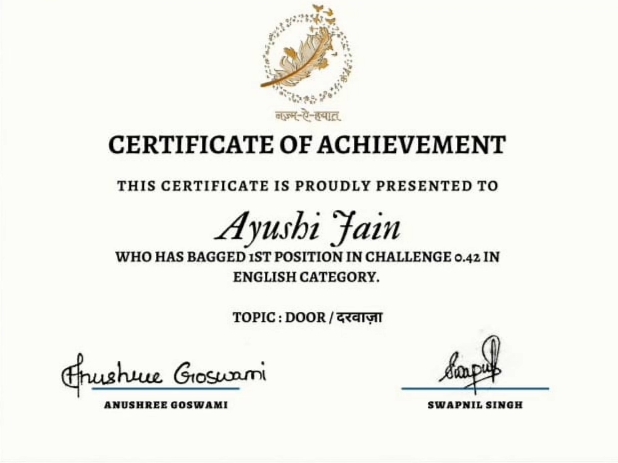 नज़्म-ऐ-हयात
CERTIFICATE OF ACHIEVEMENT
THIS CERTIFICATE IS PROUDLY PRESENTED TO
Ayushi Jain
WHO HAS BAGGED 1ST POSITION IN CHALLENGE 0.42 IN
ENGLISH CATEGORY.
TOPIC : DOOR / दरवाज़ा
Anushree Goswami
Swapnil
ANUSHREE GOSWAMI
SWAPNIL SINGH